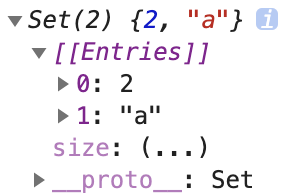 ▼Set(2) {2, "a"} i
▼[[Entries]]
▶0: 2
▶1: "a"
size: (...)
▶__proto__: Set